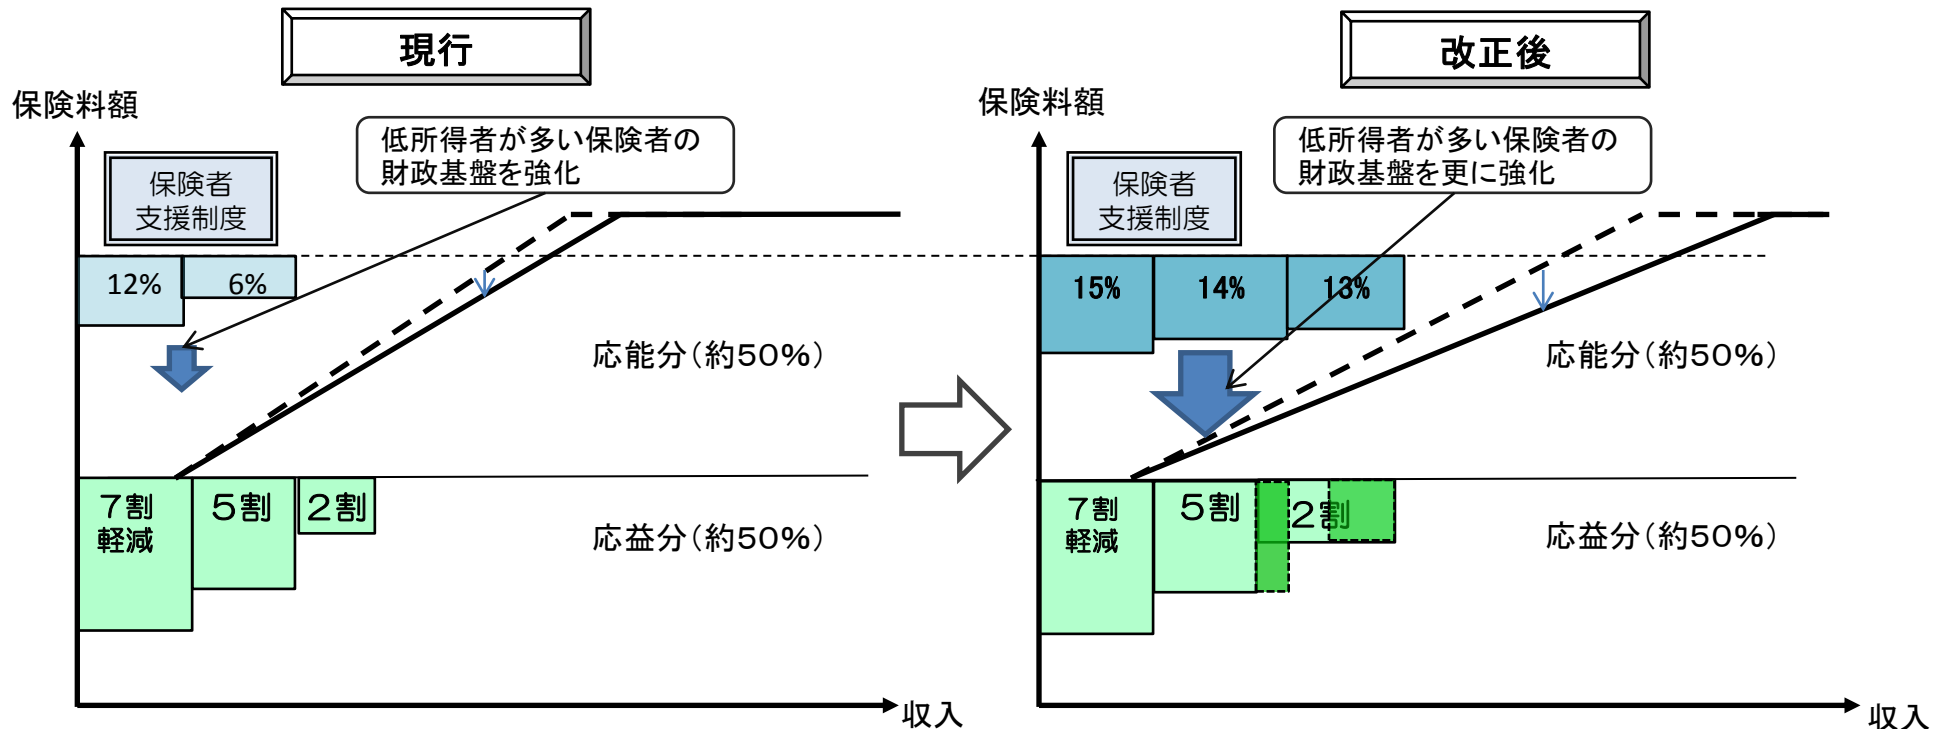 現行
保険料額
低所得者が多い保険者の
財政基盤を強化
保険者
支援制度
12%
6%
応能分(約50%)
7割
軽減
5割
2割
応益分(約50%)
収入
改正後
保険料額
低所得者が多い保険者の
財政基盤を更に強化
保険者
支援制度
15%
14%
13%
応能分(約50%)
7割
軽減
5割
2割
応益分(約50%)
収入